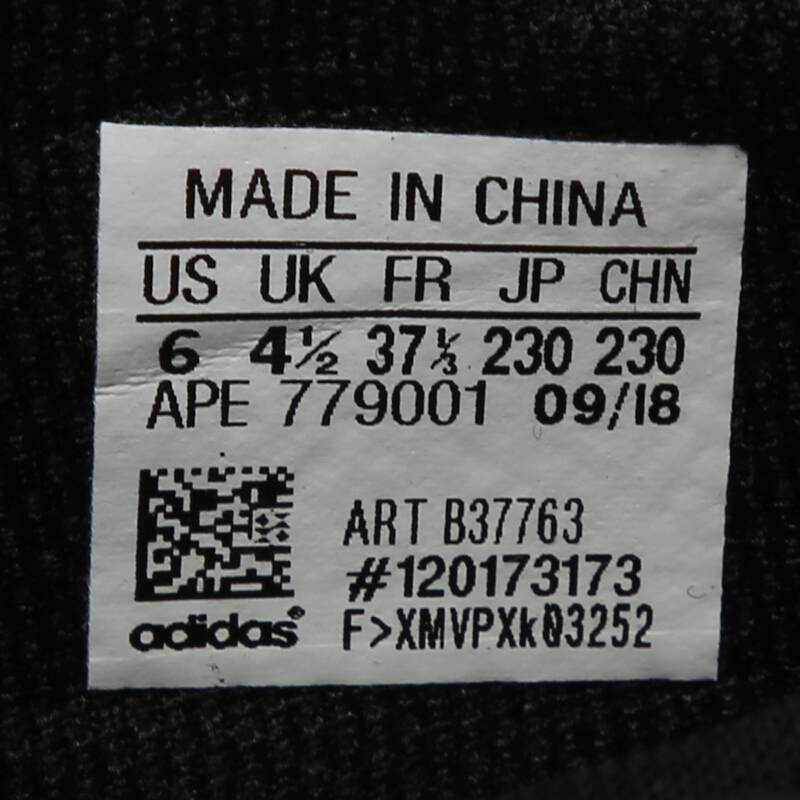 MADE IN CHINA
US UK FR JP CHN
6 4½ 37⅓ 230 230
APE 779001 09/18
ART B37763
#120173173
adidas® F>XMVPXk03252